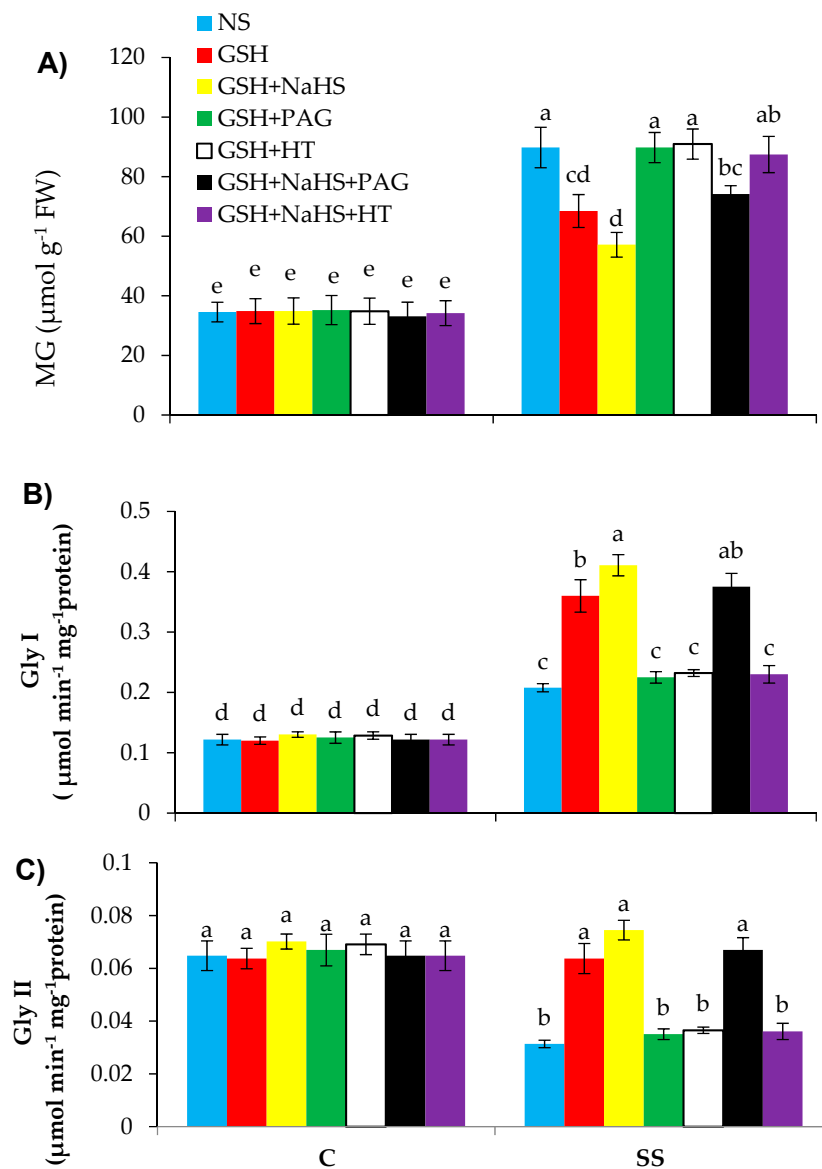 NS
GSH
GSH+NaHS
GSH+PAG
GSH+HT
GSH+NaHS+PAG
GSH+NaHS+HT
A)
MG (µmol g⁻¹ FW)
120
100
80
60
40
20
0
e e e e e e e
a cd d a a bc ab
B)
Gly I
( µmol min⁻¹ mg⁻¹protein)
0.5
0.4
0.3
0.2
0.1
0
d d d d d d d
c b a c c ab c
C)
Gly II
(µmol min⁻¹ mg⁻¹protein)
0.1
0.08
0.06
0.04
0.02
0
a a a a a a a
b a a b b a b
C SS